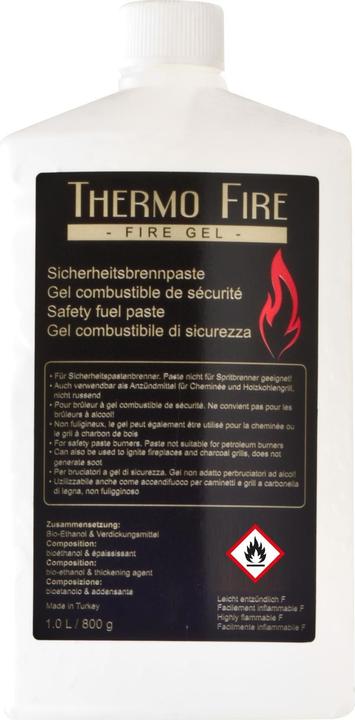 THERMO FIRE
- FIRE GEL -
Sicherheitsbrennpaste
Gel combustible de sécurité
Safety fuel paste
Gel combustibile di sicurezza
• Für Sicherheitspastenbrenner. Paste nicht für Spritbrenner geeignet!
• Auch verwendbar als Anzündmittel für Cheminée und Holzkohlengrill,
nicht russend
• Pour brûleur à gel combustible de sécurité. Ne convient pas pour les
brûleurs à alcool!
• Non fuligineux, le gel peut également être utilisé pour la cheminée ou
le gril à charbon de bois
• For safety paste burners. Paste not suitable for petroleum burners
• Can also be used to ignite fireplaces and charcoal grills, does not
generate soot
• Per bruciatori a gel di sicurezza. Gel non adatto perbruciatori ad alcol!
• Utilizzabile anche come accendifuoco per caminetti e grill a carbonella
di legna, non fuligginoso
Zusammensetzung:
Bio-Ethanol & Verdickungsmittel
Composition:
bioéthanol & épaississant
Composition:
bio-ethanol & thickening agent
Composizione:
bioetanolo & addensante
Made in Turkey
1.0 L / 800 g
Leicht entzündlich F
Facilement inflammable F
Highly flammable F
Facilmente infiammabile F